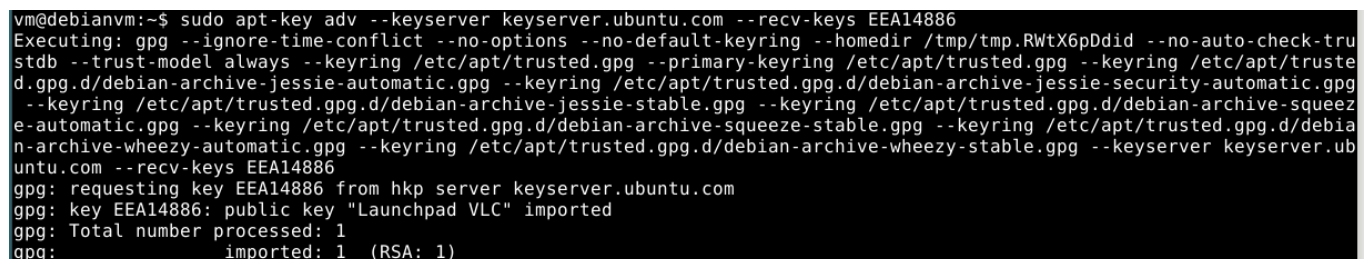 vm@debianvm:~$ sudo apt-key adv --keyserver keyserver.ubuntu.com --recv-keys EEA14886
Executing: gpg --ignore-time-conflict --no-options --no-default-keyring --homedir /tmp/tmp.RWtX6pDdid --no-auto-check-tru
stdb --trust-model always --keyring /etc/apt/trusted.gpg --primary-keyring /etc/apt/trusted.gpg --keyring /etc/apt/truste
d.gpg.d/debian-archive-jessie-automatic.gpg --keyring /etc/apt/trusted.gpg.d/debian-archive-jessie-security-automatic.gpg
 --keyring /etc/apt/trusted.gpg.d/debian-archive-jessie-stable.gpg --keyring /etc/apt/trusted.gpg.d/debian-archive-squeez
e-automatic.gpg --keyring /etc/apt/trusted.gpg.d/debian-archive-squeeze-stable.gpg --keyring /etc/apt/trusted.gpg.d/debia
n-archive-wheezy-automatic.gpg --keyring /etc/apt/trusted.gpg.d/debian-archive-wheezy-stable.gpg --keyserver keyserver.ub
untu.com --recv-keys EEA14886
gpg: requesting key EEA14886 from hkp server keyserver.ubuntu.com
gpg: key EEA14886: public key "Launchpad VLC" imported
gpg: Total number processed: 1
gpg:               imported: 1  (RSA: 1)